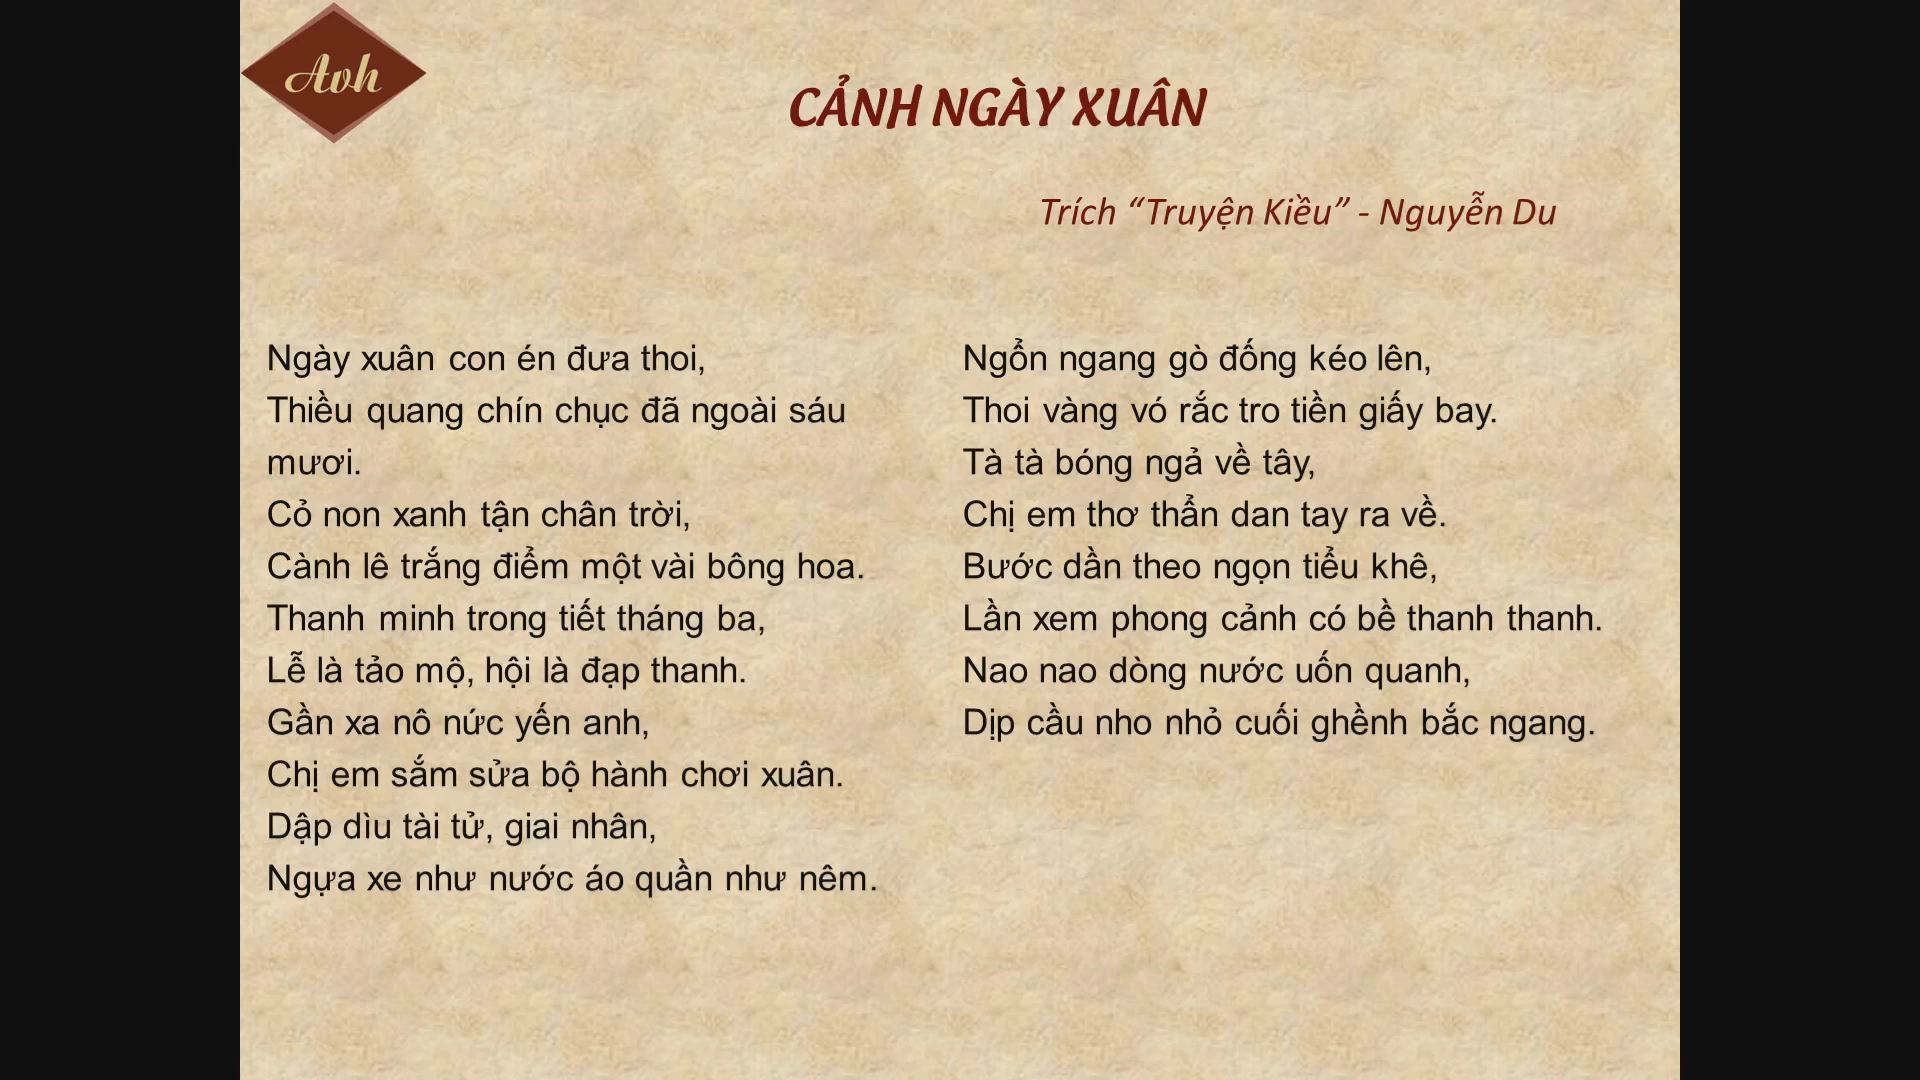 Avh
CẢNH NGÀY XUÂN
Trích “Truyện Kiều” - Nguyễn Du
Ngày xuân con én đưa thoi,
Thiều quang chín chục đã ngoài sáu
mươi.
Cỏ non xanh tận chân trời,
Cành lê trắng điểm một vài bông hoa.
Thanh minh trong tiết tháng ba,
Lễ là tảo mộ, hội là đạp thanh.
Gần xa nô nức yến anh,
Chị em sắm sửa bộ hành chơi xuân.
Dập dìu tài tử, giai nhân,
Ngựa xe như nước áo quần như nêm.
Ngổn ngang gò đống kéo lên,
Thoi vàng vó rắc tro tiền giấy bay.
Tà tà bóng ngả về tây,
Chị em thơ thẩn dan tay ra về.
Bước dần theo ngọn tiểu khê,
Lần xem phong cảnh có bề thanh thanh.
Nao nao dòng nước uốn quanh,
Dịp cầu nho nhỏ cuối ghềnh bắc ngang.